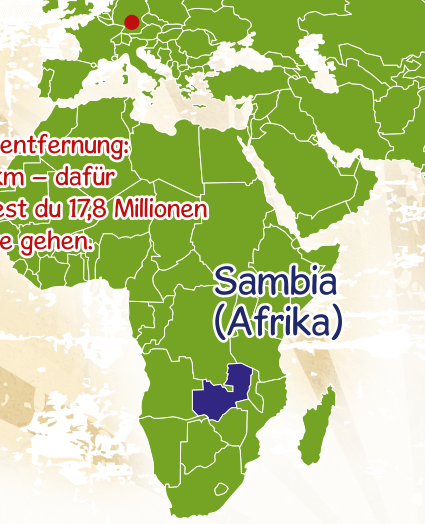 entfernung:
km – dafür
est du 17,8 Millionen
e gehen.
Sambia
(Afrika)